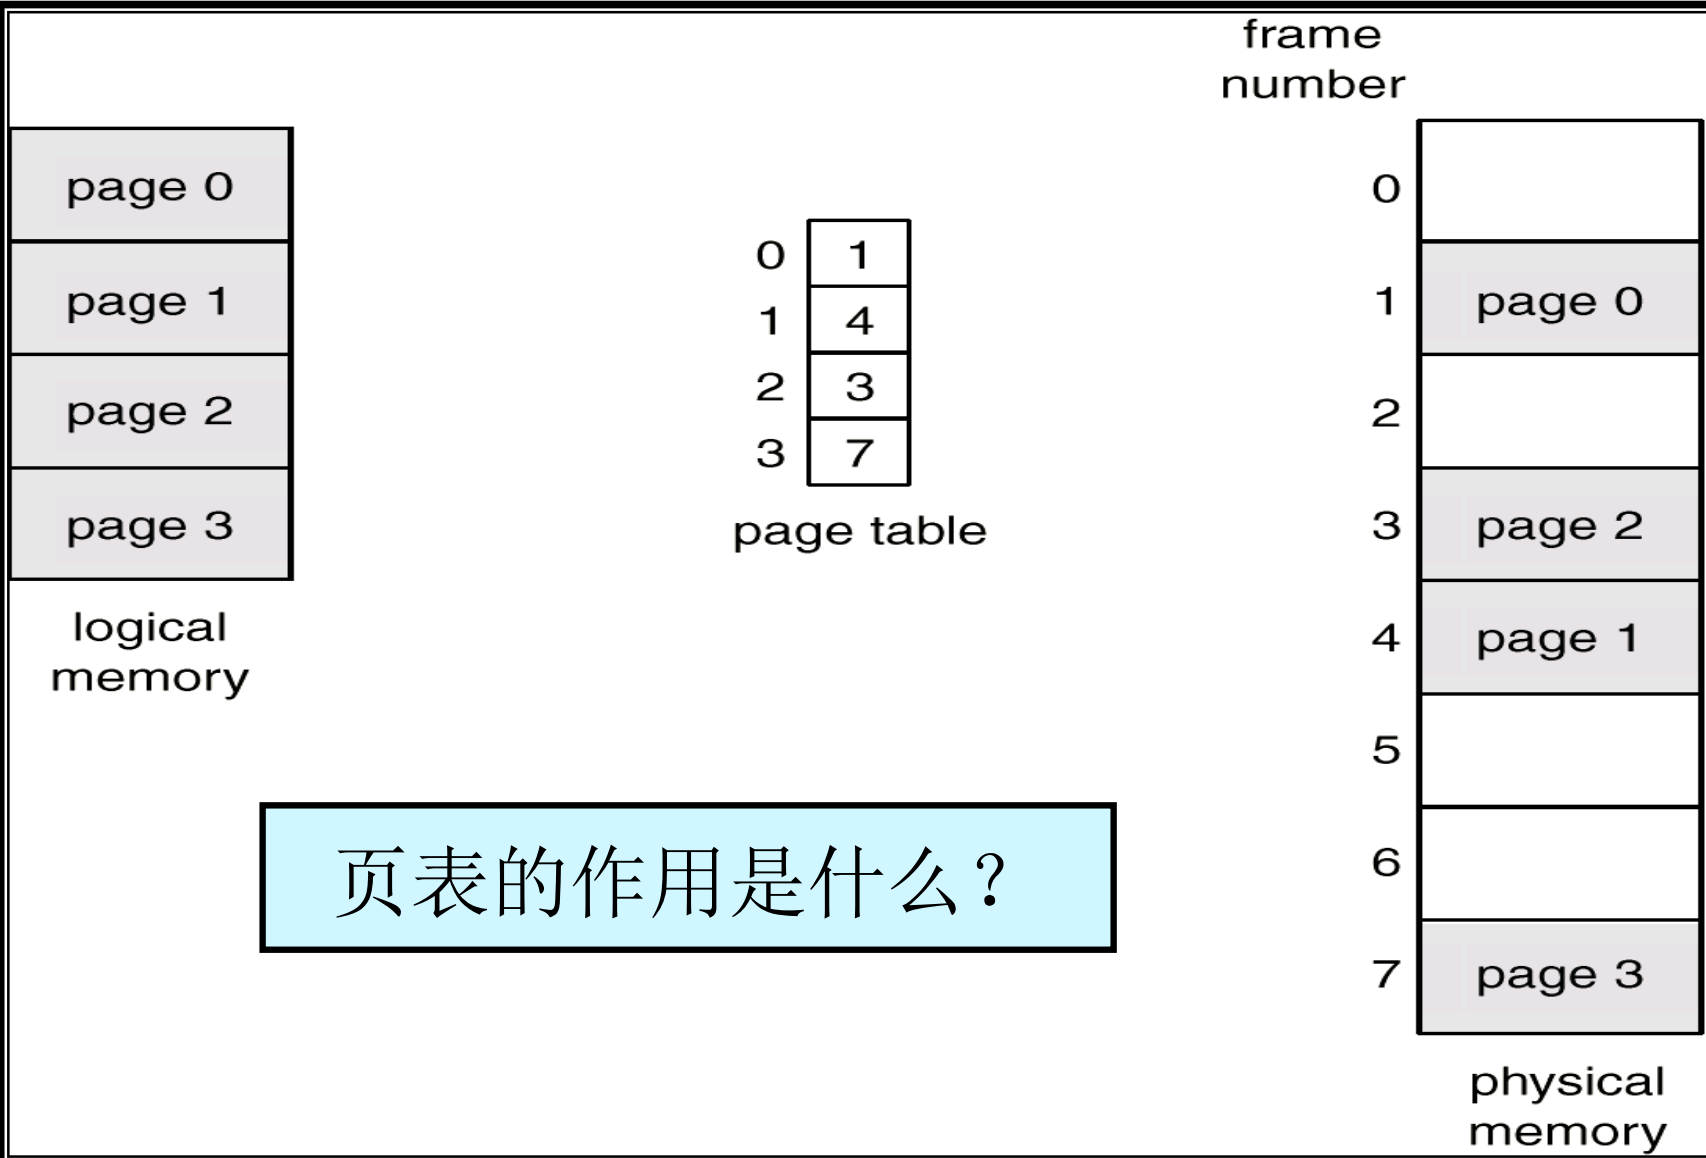 frame
number
page 0
page 1
page 2
page 3
logical
memory
0 1
1 4
2 3
3 7
page table
0
1 page 0
2
3 page 2
4 page 1
5
6
7 page 3
physical
memory
页表的作用是什么？